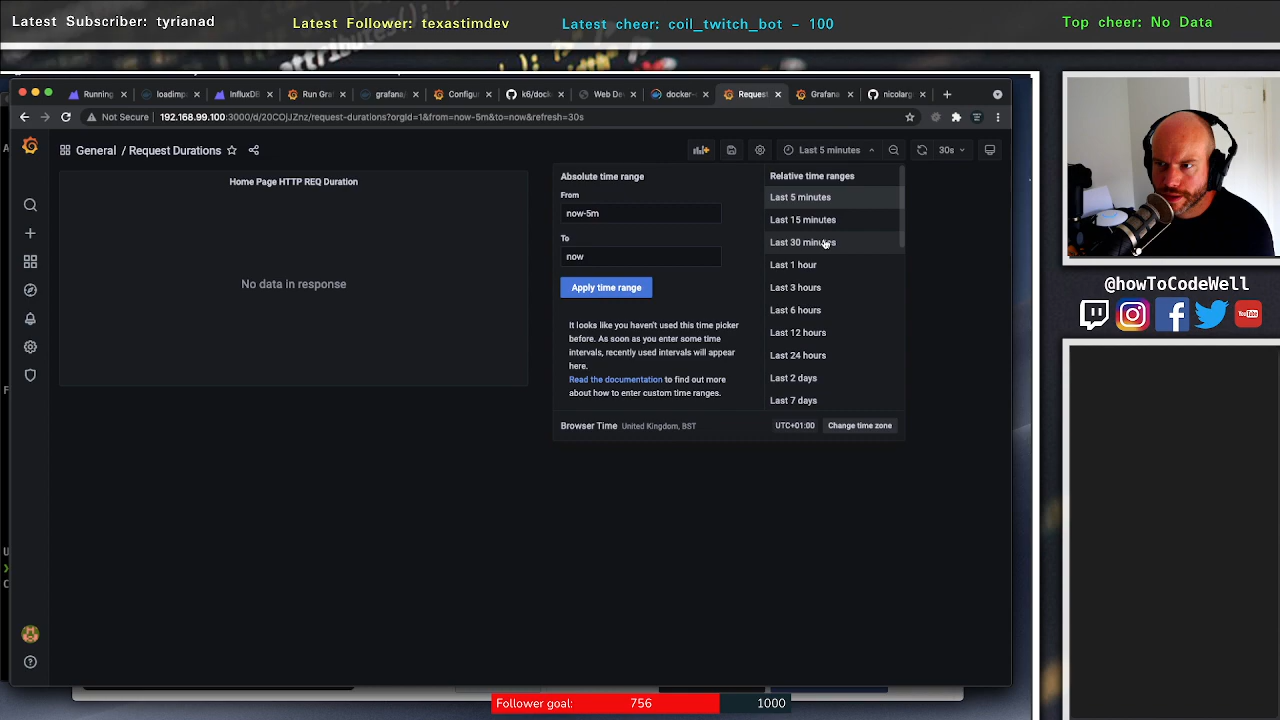 Latest Subscriber: tyrianad
Latest Follower: texastimdev
Latest cheer: coil_twitch_bot - 100
Top cheer: No Data
Running
loadimpa
InfluxDB
Run Gra
grafana/
Configu
k6/dock
Web Dev
docker-c
Request
Grafana
nicolarg
Not Secure
192.168.99.100:3000/d/20COjJZnz/request-durations?orgId=1&from=now-5m&to=now&refresh=30s
General / Request Durations
Last 5 minutes
30s
Home Page HTTP REQ Duration
No data in response
Absolute time range
From
now-5m
To
now
Apply time range
It looks like you haven't used this time picker
before. As soon as you enter some time
intervals, recently used intervals will appear
here.
Read the documentation to find out more
about how to enter custom time ranges.
Relative time ranges
Last 5 minutes
Last 15 minutes
Last 30 minutes
Last 1 hour
Last 3 hours
Last 6 hours
Last 12 hours
Last 24 hours
Last 2 days
Last 7 days
Browser Time United Kingdom, BST
UTC+01:00
Change time zone
@howToCodeWell
You Tube
Follower goal: 756 1000